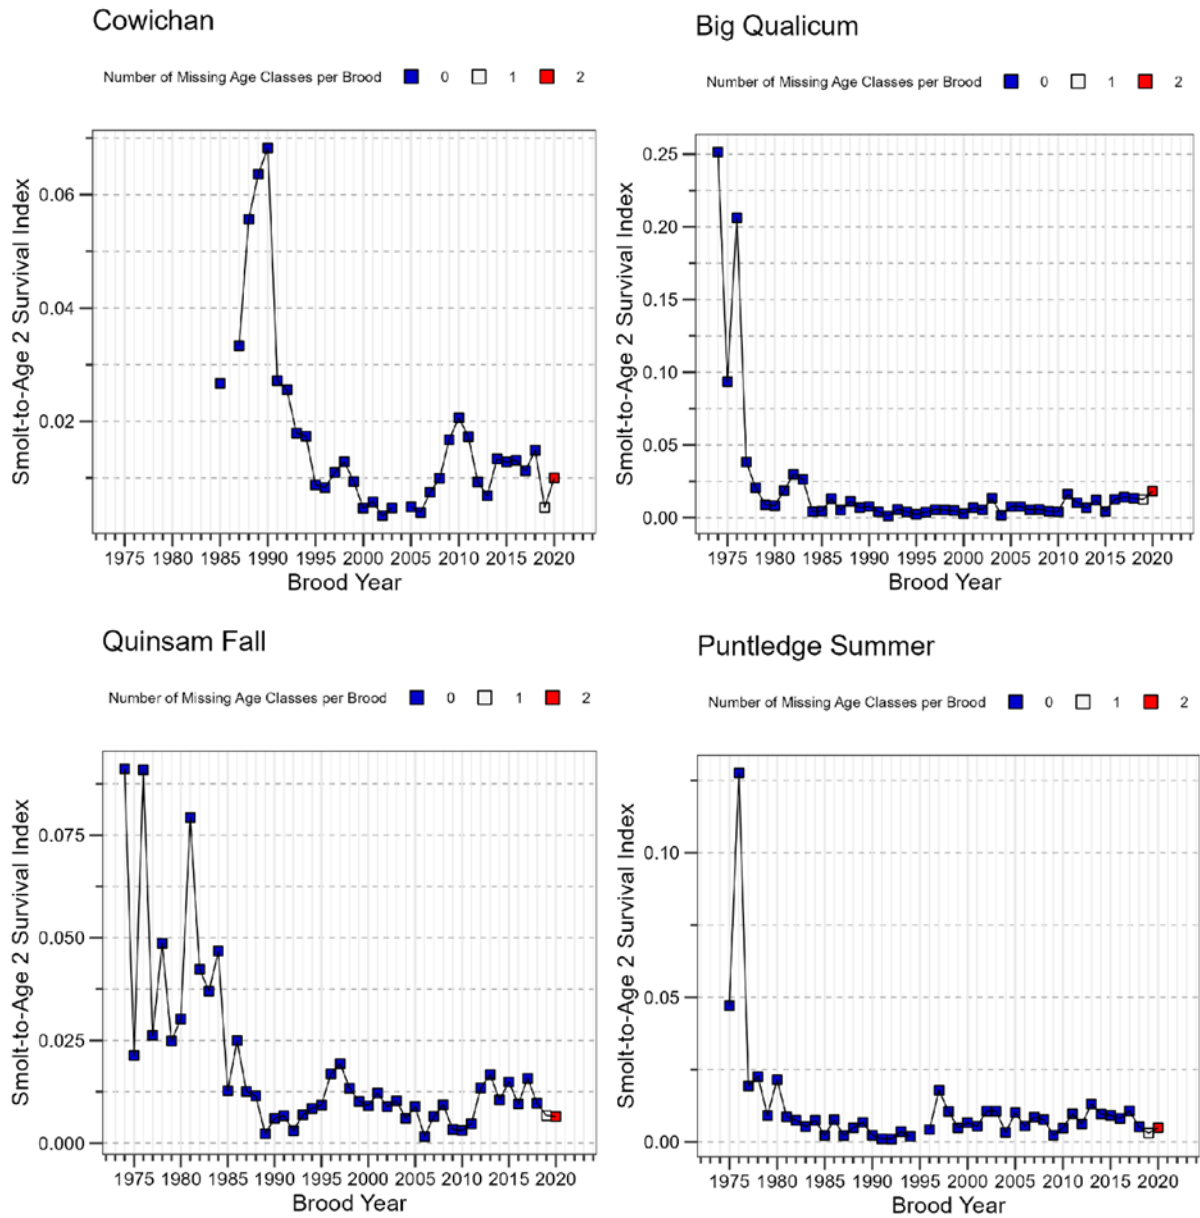 Cowichan
Number of Missing Age Classes per Brood 0 1 2
Smolt-to-Age 2 Survival Index
0.06
0.04
0.02
1975 1980 1985 1990 1995 2000 2005 2010 2015 2020
Brood Year
Big Qualicum
Number of Missing Age Classes per Brood 0 1 2
Smolt-to-Age 2 Survival Index
0.25
0.20
0.15
0.10
0.05
0.00
1975 1980 1985 1990 1995 2000 2005 2010 2015 2020
Brood Year
Quinsam Fall
Number of Missing Age Classes per Brood 0 1 2
Smolt-to-Age 2 Survival Index
0.075
0.050
0.025
0.000
1975 1980 1985 1990 1995 2000 2005 2010 2015 2020
Brood Year
Puntledge Summer
Number of Missing Age Classes per Brood 0 1 2
Smolt-to-Age 2 Survival Index
0.10
0.05
0.00
1975 1980 1985 1990 1995 2000 2005 2010 2015 2020
Brood Year